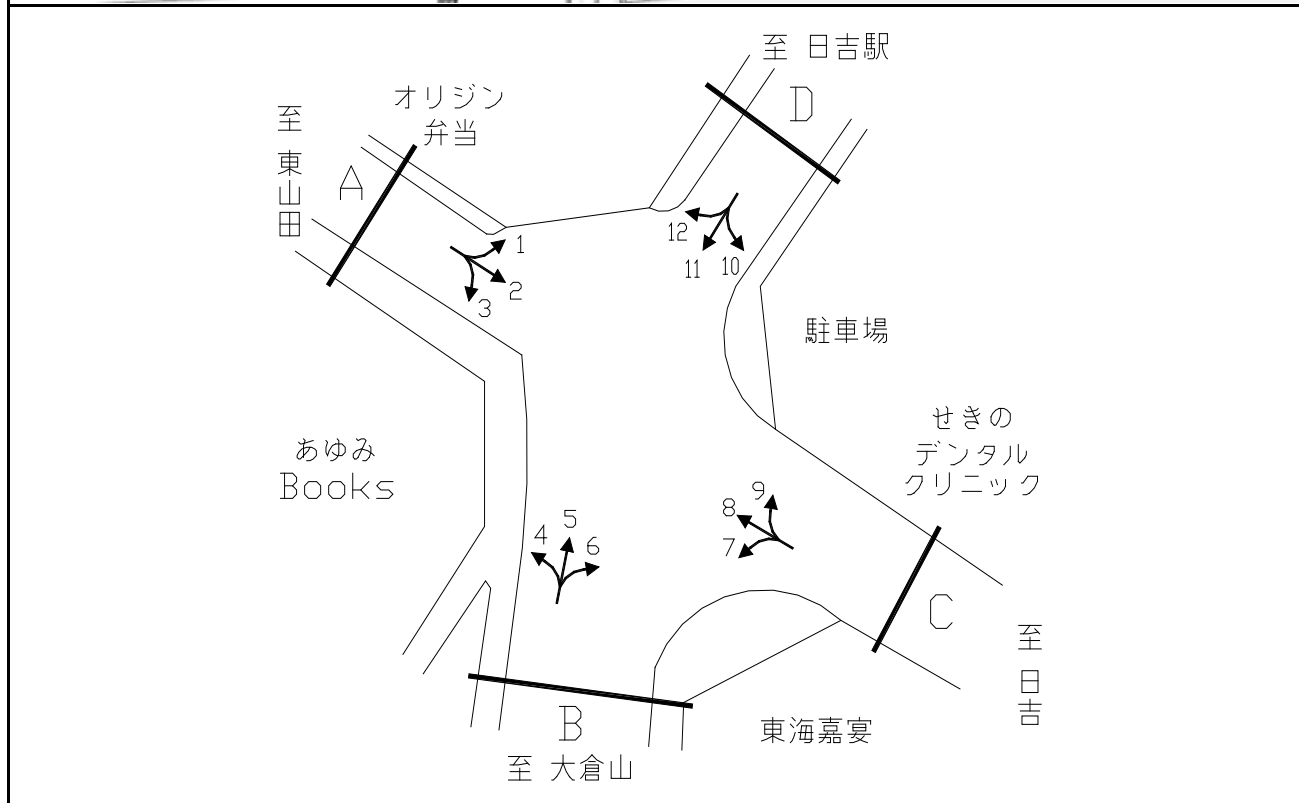 至 日吉駅
D
オリジン
弁当
至 東山田
A
1
2
3
12
11
10
駐車場
あゆみ
Books
せきの
デンタル
クリニック
4
5
6
9
8
7
C
至 日吉
B
至 大倉山
東海嘉宴